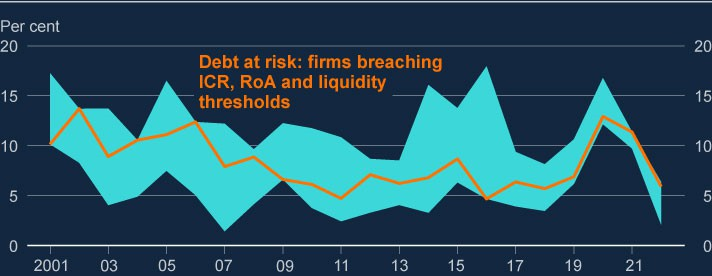 Per cent
20 20
Debt at risk: firms breaching
ICR, RoA and liquidity
thresholds
15 15
10 10
5 5
0 0
2001 03 05 07 09 11 13 15 17 19 21